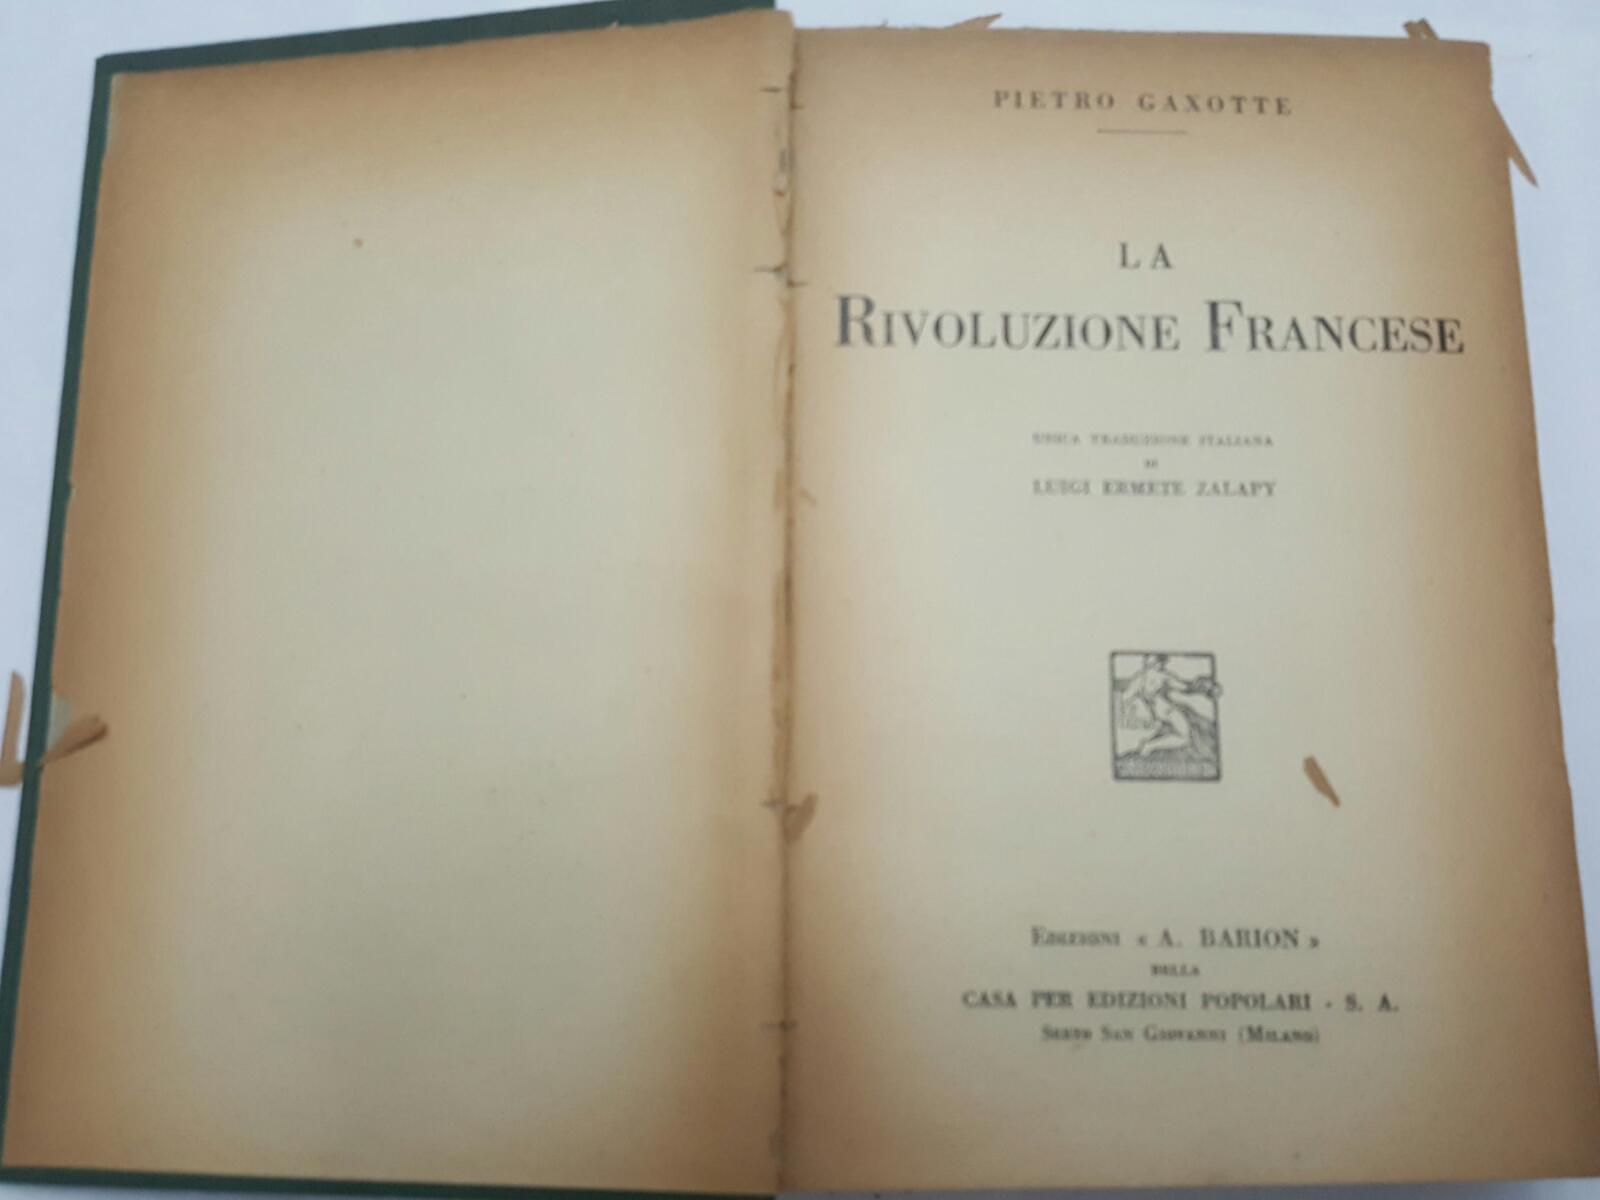 PIETRO GAXOTTE
LA
RIVOLUZIONE FRANCESE
UNICA TRADUZIONE ITALIANA
DI
LUIGI ERMETE ZALAPY
EDIZIONI « A. BARION »
DELLA
CASA PER EDIZIONI POPOLARI - S. A.
SESTO SAN GIOVANNI (MILANO)